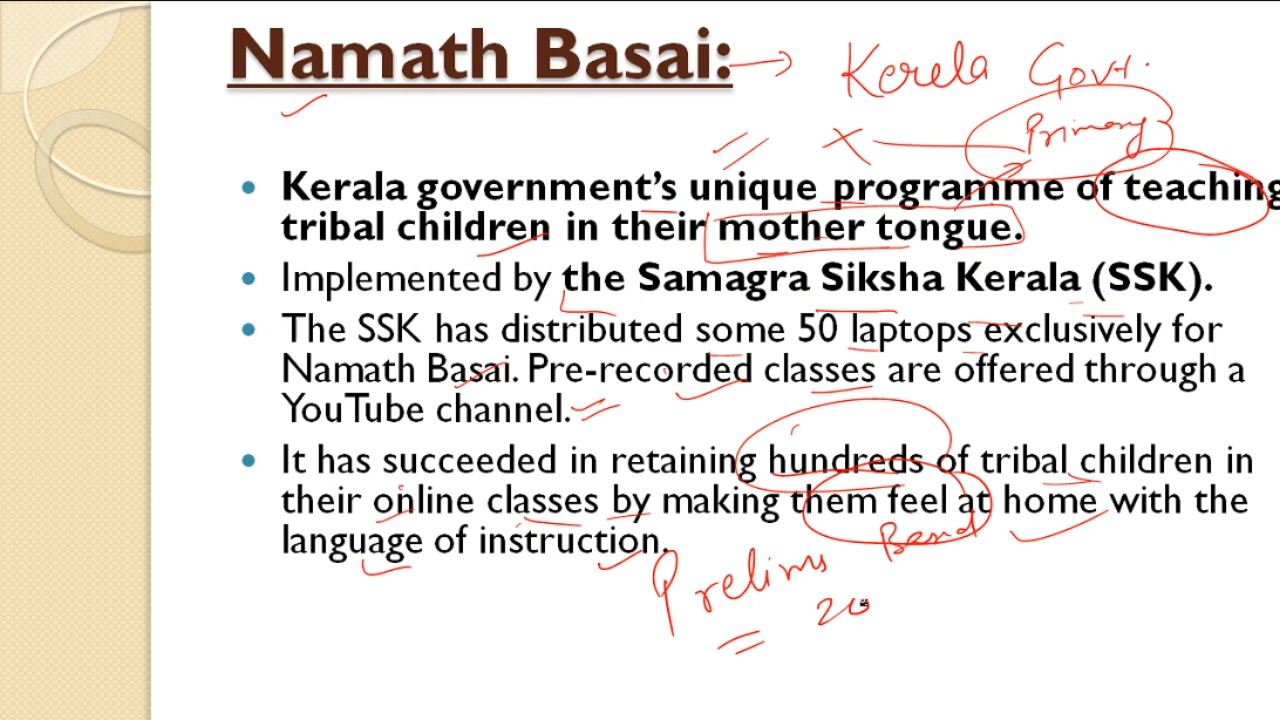 Namath Basai: → Kerela Govt.
X Primary
• Kerala government's unique programme of teaching
tribal children in their mother tongue.
• Implemented by the Samagra Siksha Kerala (SSK).
• The SSK has distributed some 50 laptops exclusively for
Namath Basai. Pre-recorded classes are offered through a
YouTube channel.
• It has succeeded in retaining hundreds of tribal children in
their online classes by making them feel at home with the
language of instruction.
Prelims Based
20